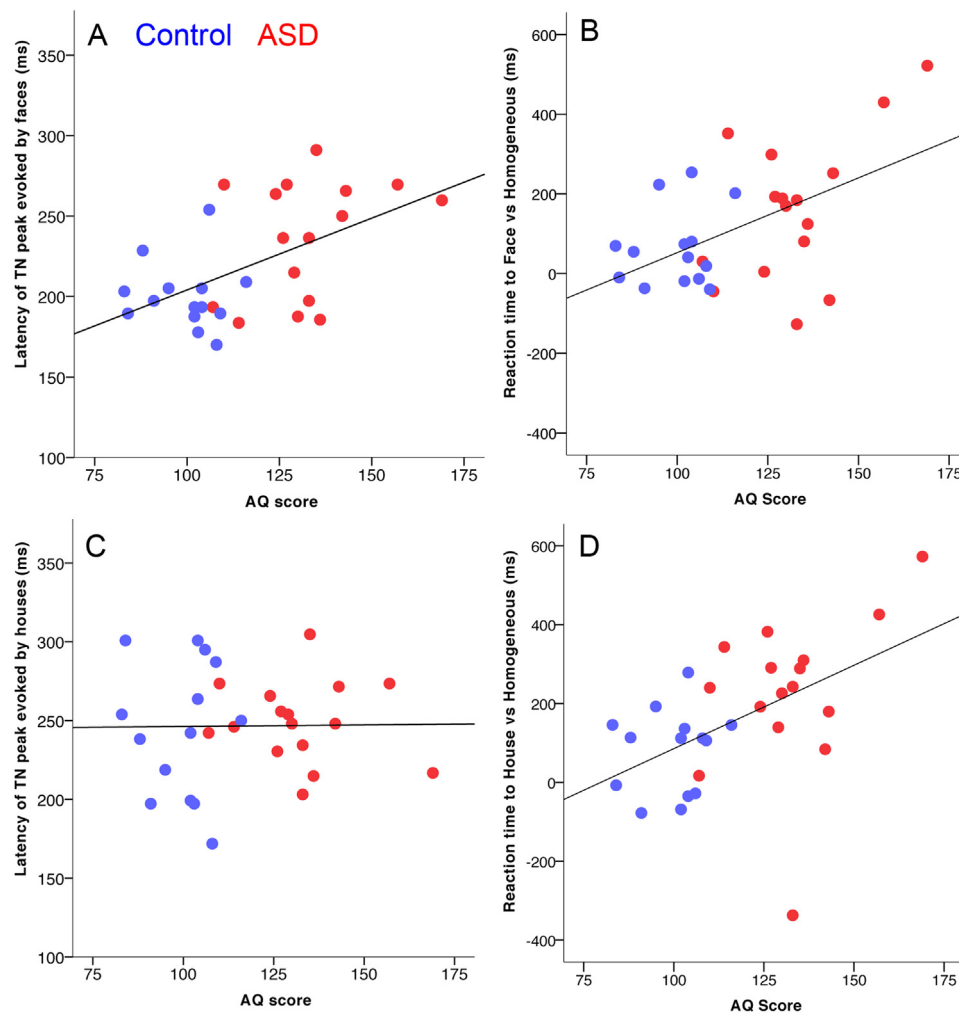 A Control ASD
Latency of TN peak evoked by faces (ms)
350
300
250
200
150
100
75 100 125 150 175
AQ score
B
Reaction time to Face vs Homogeneous (ms)
600
400
200
0
-200
-400
75 100 125 150 175
AQ Score
C
Latency of TN peak evoked by houses (ms)
350
300
250
200
150
100
75 100 125 150 175
AQ score
D
Reaction time to House vs Homogeneous (ms)
600
400
200
0
-200
-400
75 100 125 150 175
AQ Score